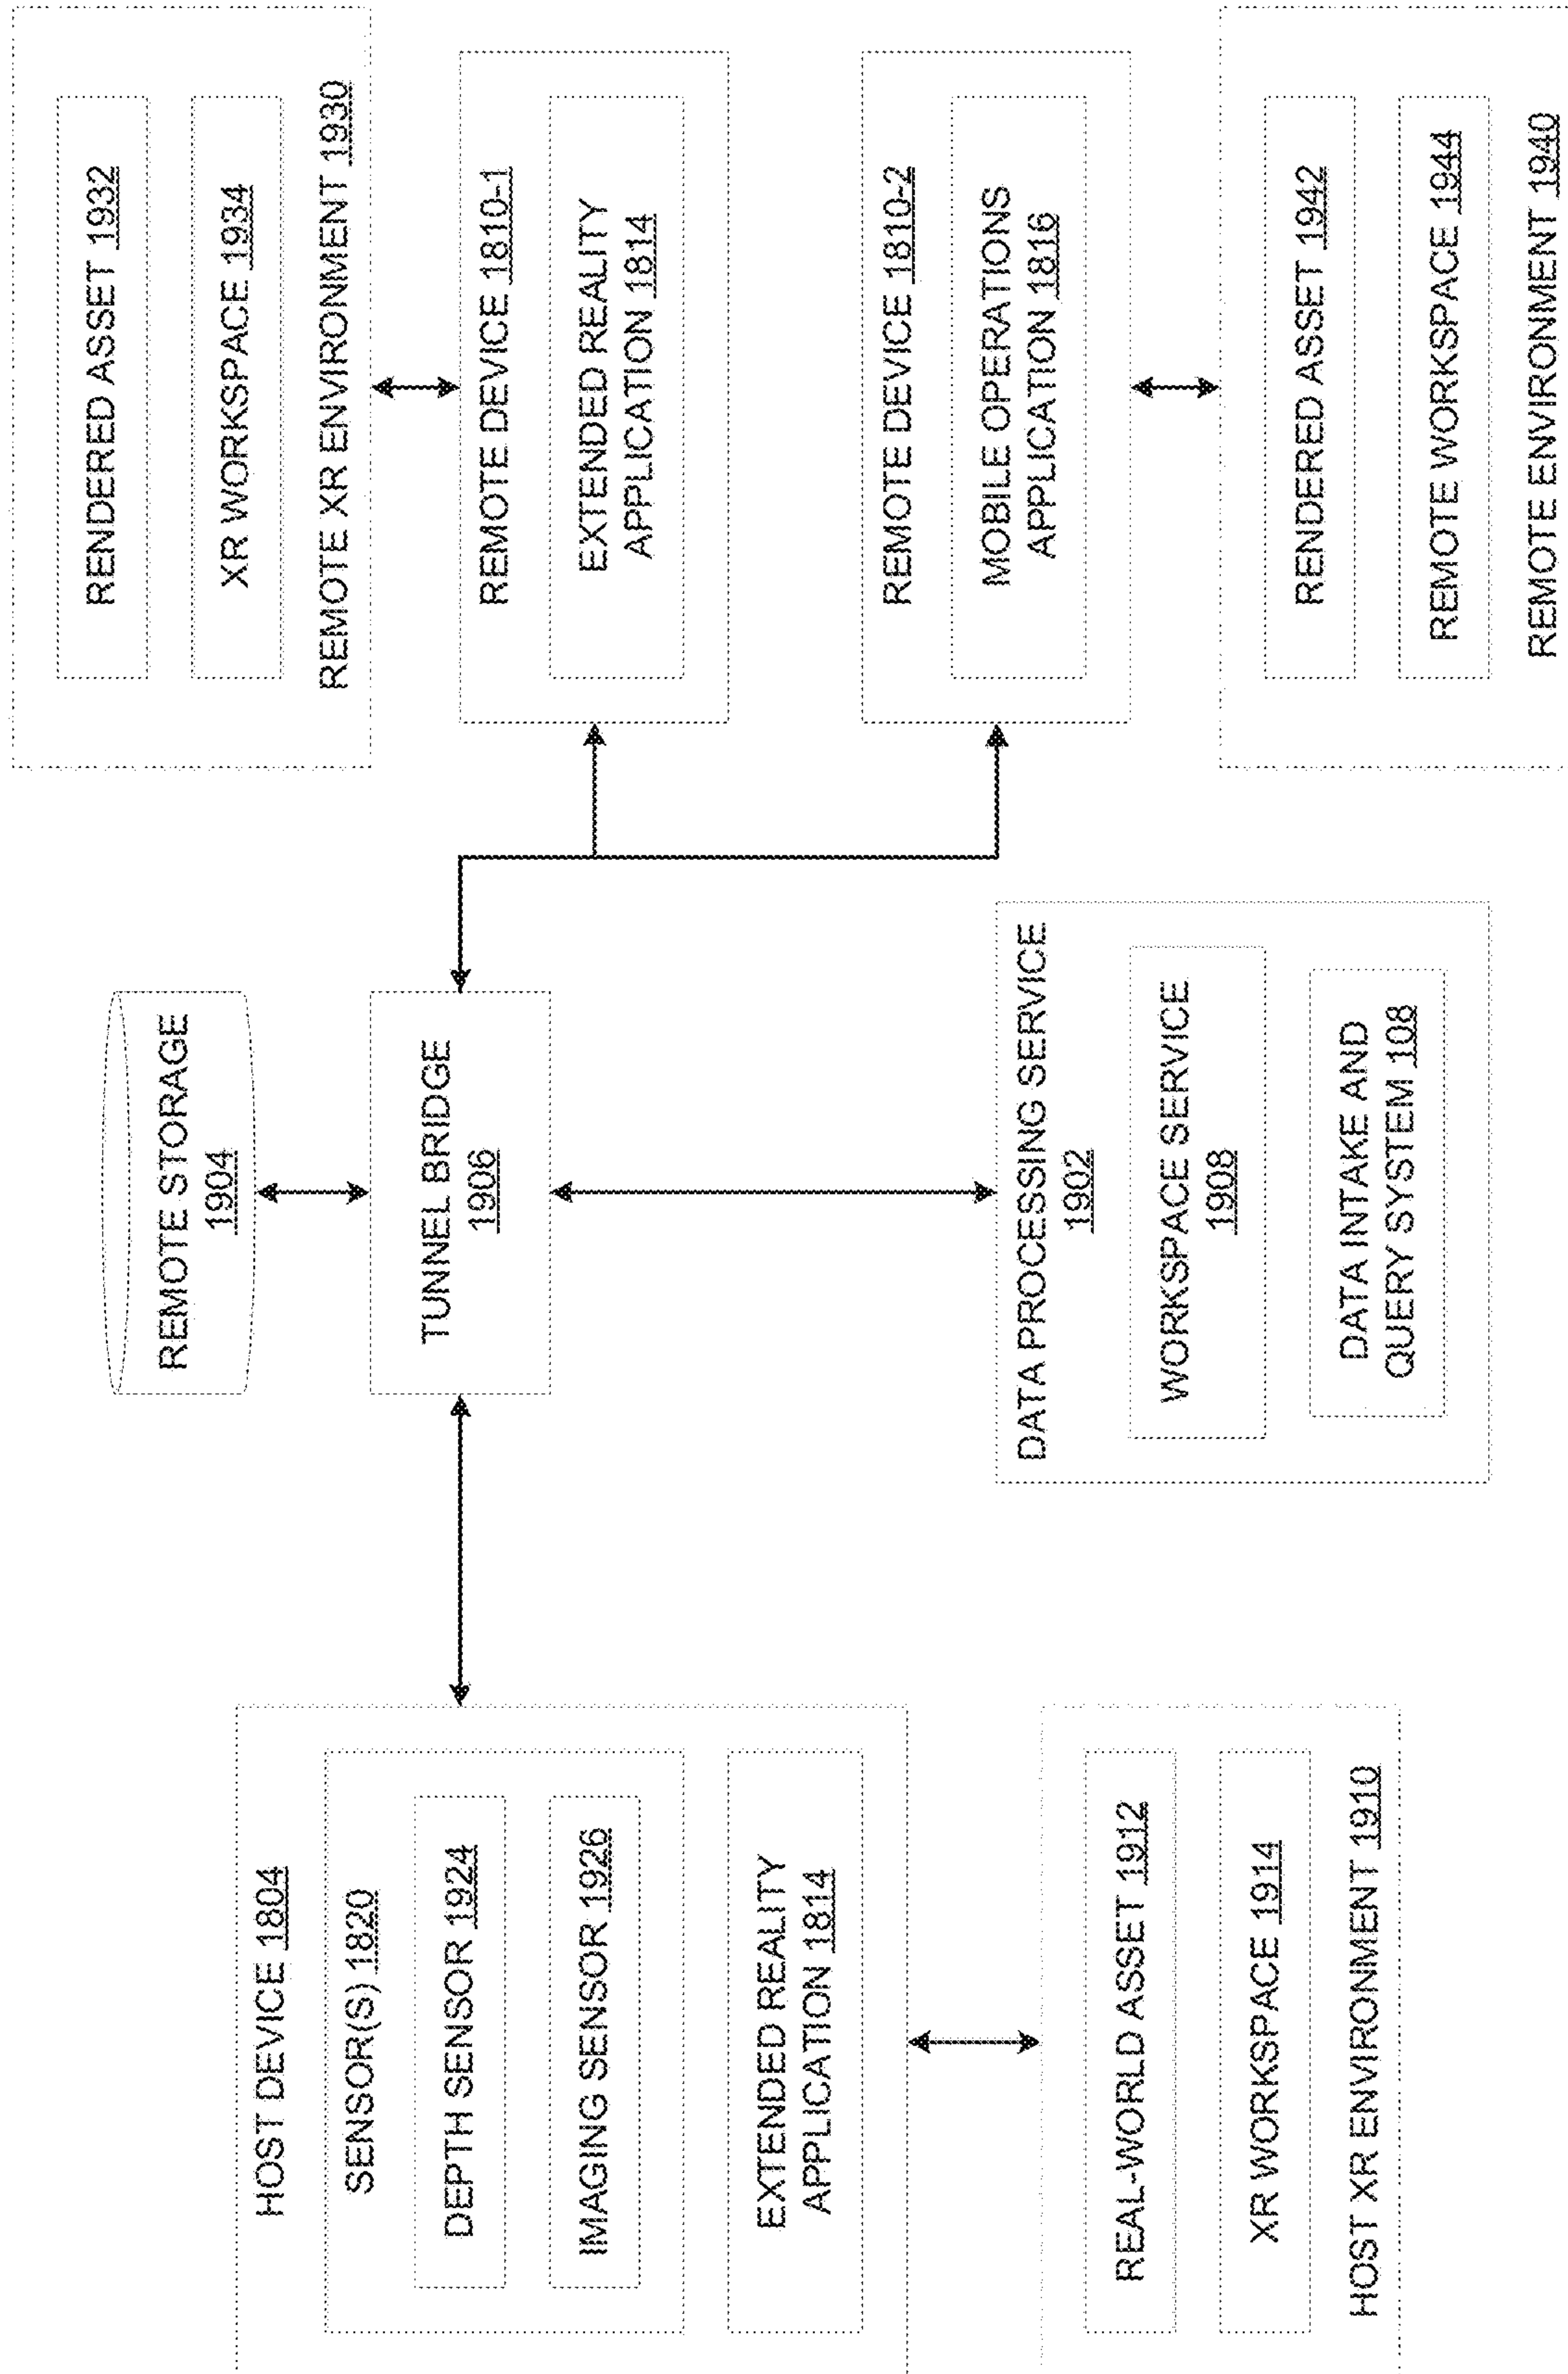 HOST DEVICE 1804
SENSOR(S) 1820
DEPTH SENSOR 1924
IMAGING SENSOR 1926
EXTENDED REALITY
APPLICATION 1814
REAL-WORLD ASSET 1912
XR WORKSPACE 1914
HOST XR ENVIRONMENT 1910
REMOTE STORAGE
1904
TUNNEL BRIDGE
1906
DATA PROCESSING SERVICE
1902
WORKSPACE SERVICE
1908
DATA INTAKE AND
QUERY SYSTEM 108
RENDERED ASSET 1932
XR WORKSPACE 1934
REMOTE XR ENVIRONMENT 1930
REMOTE DEVICE 1810-1
EXTENDED REALITY
APPLICATION 1814
REMOTE DEVICE 1810-2
MOBILE OPERATIONS
APPLICATION 1816
RENDERED ASSET 1942
REMOTE WORKSPACE 1944
REMOTE ENVIRONMENT 1940